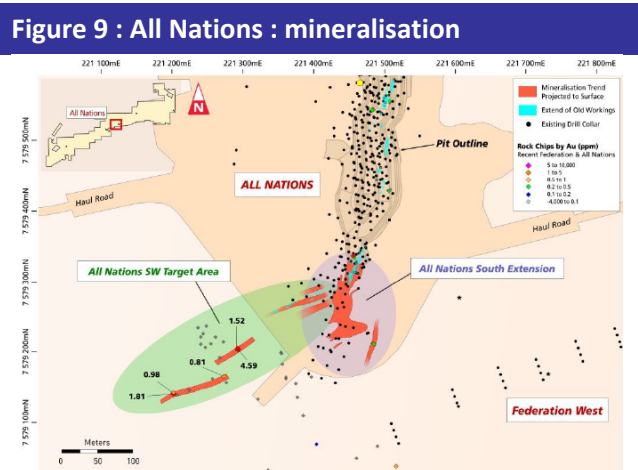 Figure 9 : All Nations : mineralisation
221 100mE
221 200mE
221 300mE
221 400mE
221 500mE
221 600mE
221 700mE
221 800mE
All Nations
N
Mineralisation Trend
Projected to Surface
Extend of Old Workings
Existing Drill Collar
Rock Chips by Au (ppm)
Recent Federation & All Nations
5 to 10,000
1 to 5
0.5 to 1
0.2 to 0.5
0.1 to 0.2
-4,000 to 0.1
7 579 500mN
Pit Outline
ALL NATIONS
Haul Road
7 579 400mN
Haul Road
All Nations SW Target Area
All Nations South Extension
7 579 300mN
1.52
7 579 200mN
0.81
4.59
0.98
1.81
Federation West
7 579 100mN
Meters
0
50
100